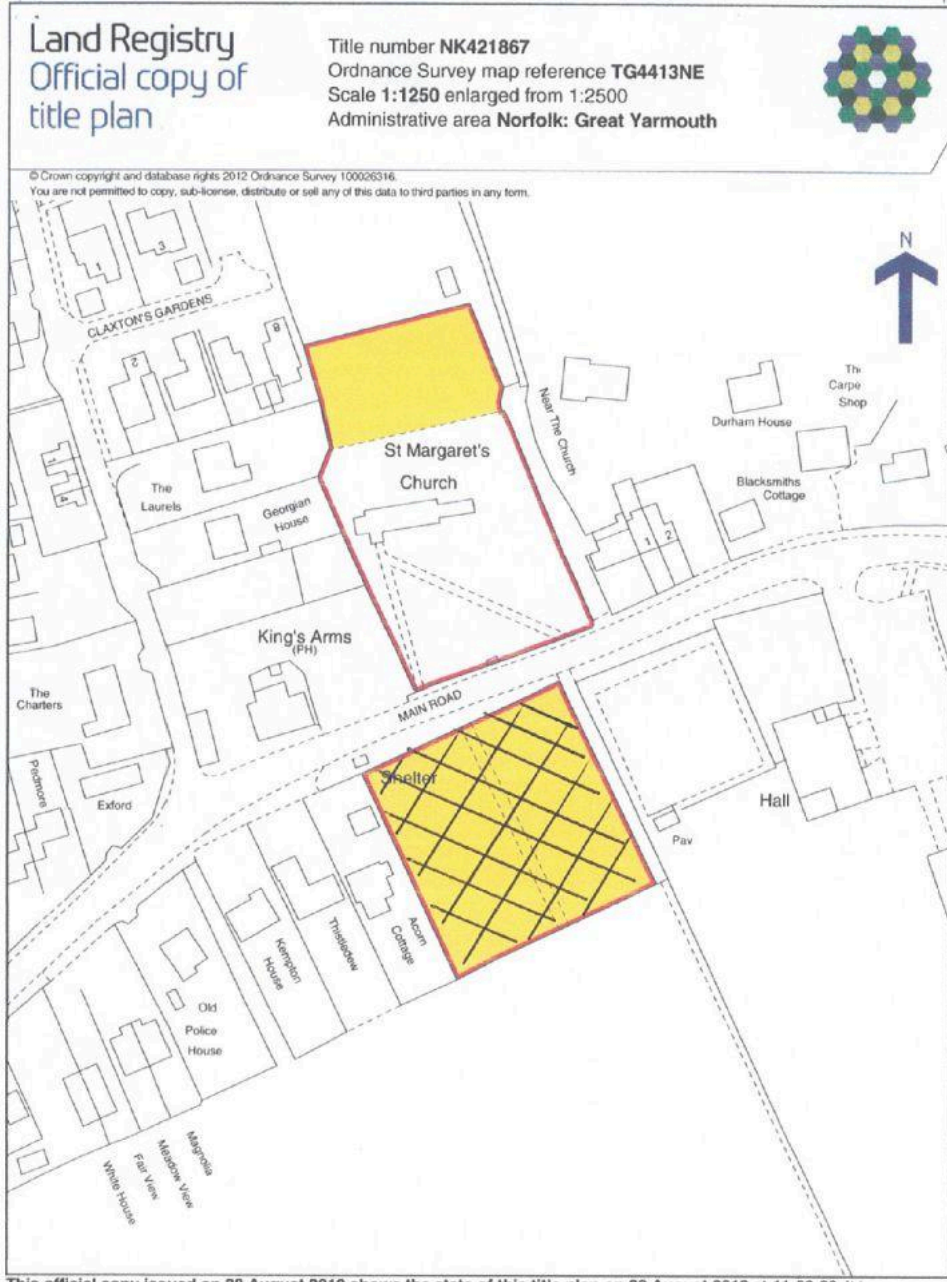 Land Registry
Official copy of
title plan
Title number NK421867
Ordnance Survey map reference TG4413NE
Scale 1:1250 enlarged from 1:2500
Administrative area Norfolk: Great Yarmouth
© Crown copyright and database rights 2012 Ordnance Survey 100026316.
You are not permitted to copy, sub-license, distribute or sell any of this data to third parties in any form.
N
1
3
CLAXTON'S GARDENS
2
8
Near The Church
Durham House
The
Carpe
Shop
St Margaret's
Church
The
Laurels
1
4
Georgian
House
Blacksmiths
Cottage
1
2
King's Arms
(PH)
MAIN ROAD
The
Charters
Pedmore
Exford
Shelter
Hall
Pav
Acorn
Cottage
Thistledew
Kempton
House
Old
Police
House
Magnolia
Meadow View
Fair View
White House